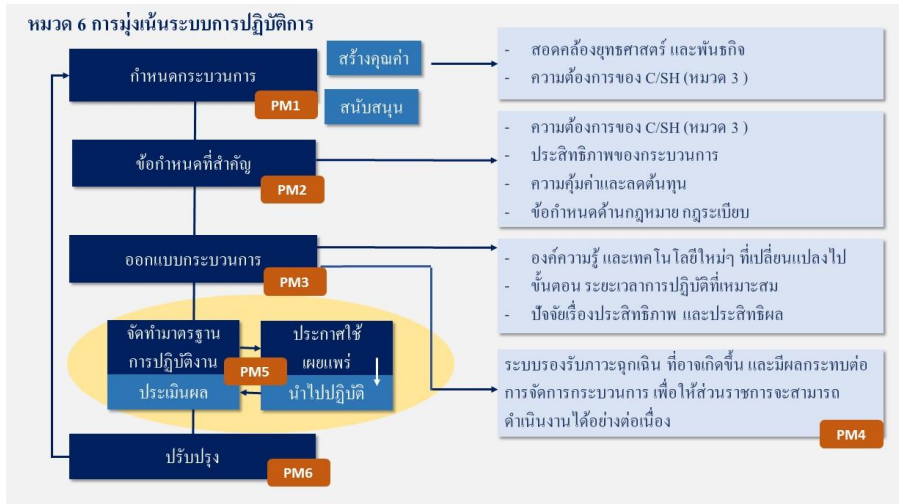 หมวด 6 การมุ่งเน้นระบบการปฏิบัติการ
กำหนดกระบวนการ
PM1
สร้างคุณค่า
สนับสนุน
- สอดคล้องยุทธศาสตร์ และพันธกิจ
- ความต้องการของ C/SH (หมวด 3 )
ข้อกำหนดที่สำคัญ
PM2
- ความต้องการของ C/SH (หมวด 3 )
- ประสิทธิภาพของกระบวนการ
- ความคุ้มค่าและลดต้นทุน
- ข้อกำหนดด้านกฎหมาย กฎระเบียบ
ออกแบบกระบวนการ
PM3
- องค์ความรู้ และเทคโนโลยีใหม่ๆ ที่เปลี่ยนแปลงไป
- ขั้นตอน ระยะเวลาการปฏิบัติที่เหมาะสม
- ปัจจัยเรื่องประสิทธิภาพ และประสิทธิผล
จัดทำมาตรฐาน
การปฏิบัติงาน
ประกาศใช้
เผยแพร่
PM5
ประเมินผล
นำไปปฏิบัติ
ระบบรองรับภาวะฉุกเฉิน ที่อาจเกิดขึ้น และมีผลกระทบต่อ
การจัดการกระบวนการ เพื่อให้ส่วนราชการจะสามารถ
ดำเนินงานได้อย่างต่อเนื่อง
PM4
ปรับปรุง
PM6